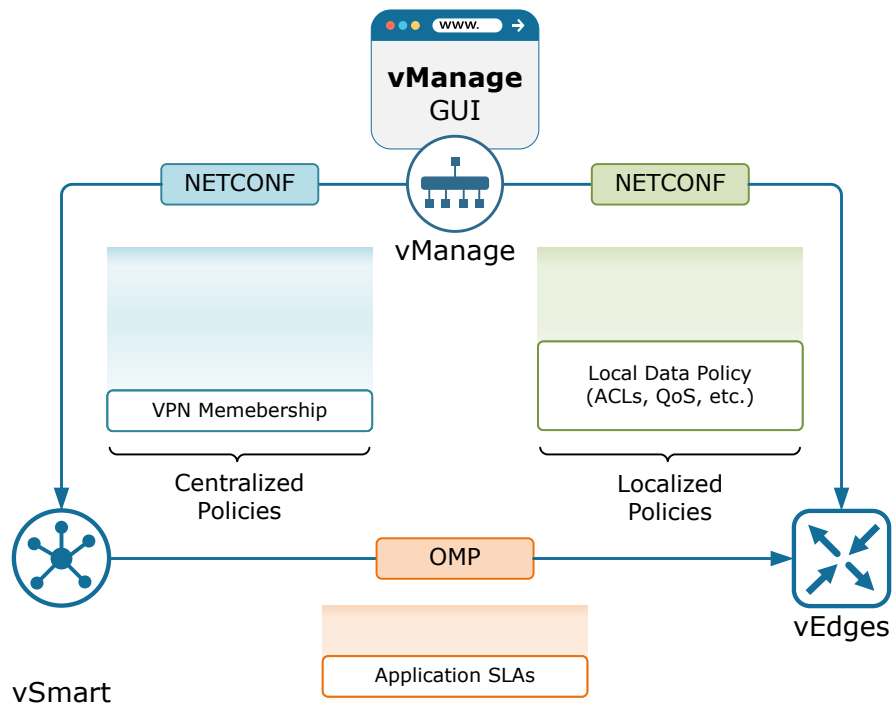 www.
vManage
GUI
NETCONF
NETCONF
vManage
VPN Memebership
Local Data Policy
(ACLs, QoS, etc.)
Centralized
Policies
Localized
Policies
OMP
vEdges
Application SLAs
vSmart